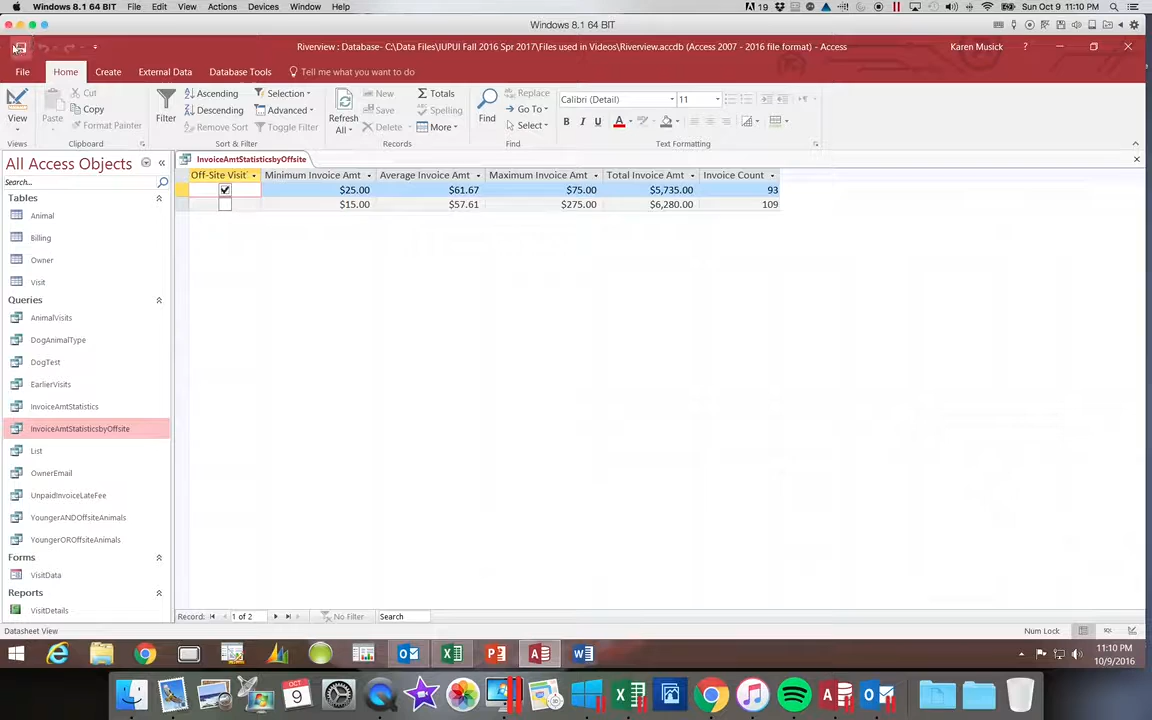 Windows 8.1 64 BIT File Edit View Actions Devices Window Help 19 Sun Oct 9 11:10 PM
Windows 8.1 64 BIT
Riverview : Database- C:\Data Files\IUPUI Fall 2016 Spr 2017\Files used in Videos\Riverview.accdb (Access 2007 - 2016 file format) - Access Karen Musick ?
File Home Create External Data Database Tools Tell me what you want to do
View
Views
Paste
Cut
Copy
Format Painter
Clipboard
Filter
Ascending
Descending
Remove Sort
Selection
Advanced
Toggle Filter
Sort & Filter
Refresh
All
New
Save
Delete
Totals
Spelling
More
Records
Find
Replace
Go To
Select
Find
Calibri (Detail) 11
B I U A
Text Formatting
All Access Objects
Search...
Tables
Animal
Billing
Owner
Visit
Queries
AnimalVisits
DogAnimalType
DogTest
EarlierVisits
InvoiceAmtStatistics
InvoiceAmtStatisticsbyOffsite
List
OwnerEmail
UnpaidInvoiceLateFee
YoungerANDOffsiteAnimals
YoungerOROffsiteAnimals
Forms
VisitData
Reports
VisitDetails
InvoiceAmtStatisticsbyOffsite
Off-Site Visit Minimum Invoice Amt Average Invoice Amt Maximum Invoice Amt Total Invoice Amt Invoice Count
$25.00 $61.67 $75.00 $5,735.00 93
$15.00 $57.61 $275.00 $6,280.00 109
Record: 1 of 2 No Filter Search
Datasheet View Num Lock
11:10 PM
10/9/2016
OCT
9